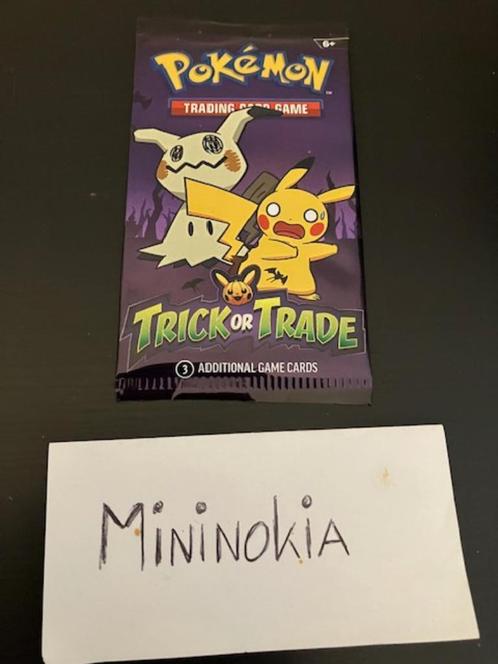 6+
POKéMON
TRADING CARD GAME
TRICK OR TRADE
3 ADDITIONAL GAME CARDS
MININOKIA